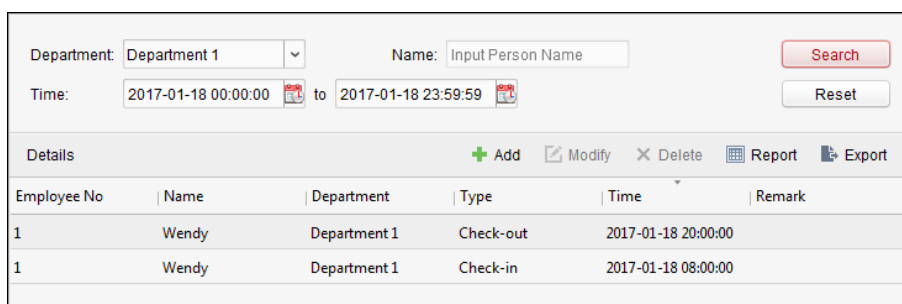 Department: Department 1 Name: Input Person Name Search
Time: 2017-01-18 00:00:00 to 2017-01-18 23:59:59 Reset
Details Add Modify Delete Report Export
Employee No Name Department Type Time Remark
1 Wendy Department 1 Check-out 2017-01-18 20:00:00
1 Wendy Department 1 Check-in 2017-01-18 08:00:00